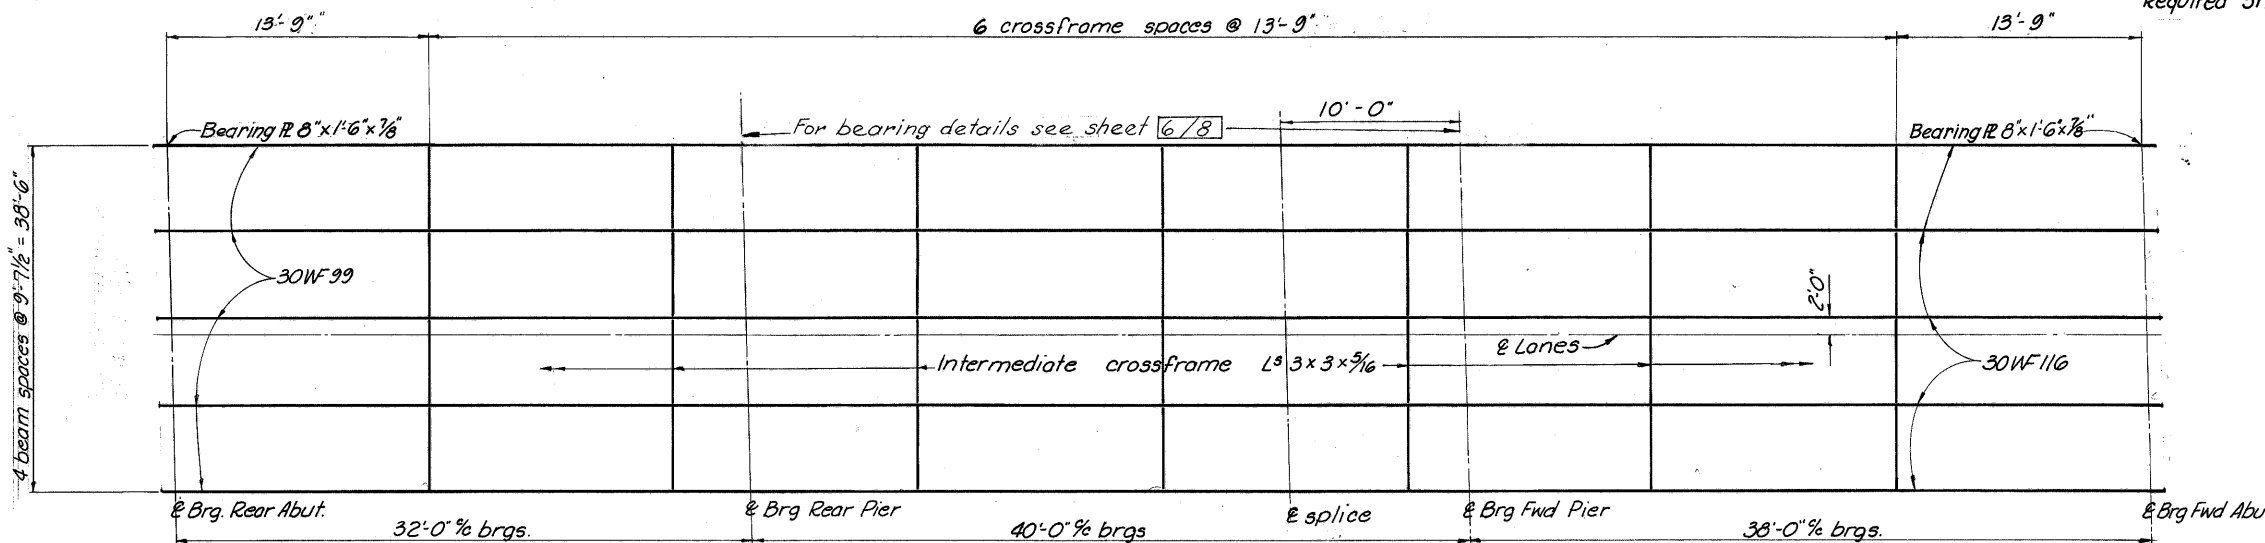 Required
13'-9"
6 crossframe spaces @ 13'-9"
13'-9"
10'-0"
Bearing ℔ 8"x1'-6"x7/8"
For bearing details see sheet 6/8
Bearing ℔ 8"x1'-6"x7/8"
4 beam spaces @ 9'-7 1/2" = 38'-6"
30WF99
2'-0"
℄ Lanes
Intermediate crossframe Ls 3x3x5/16
30WF116
℄ Brg. Rear Abut.
℄ Brg Rear Pier
℄ splice
℄ Brg Fwd Pier
℄ Brg Fwd Abu
32'-0" c/c brgs.
40'-0" c/c brgs
38'-0" c/c brgs.